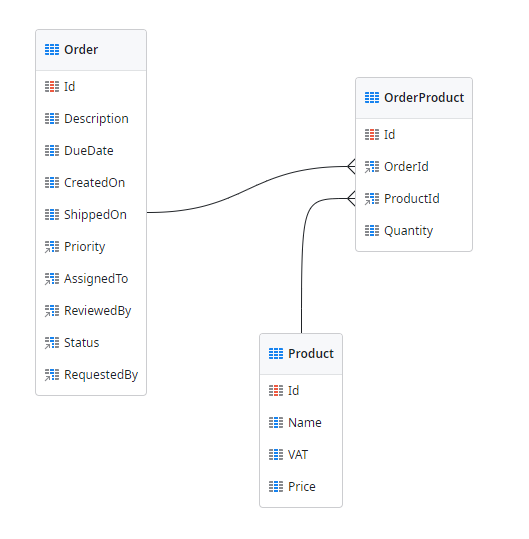 Order
Id
Description
DueDate
CreatedOn
ShippedOn
Priority
AssignedTo
ReviewedBy
Status
RequestedBy
OrderProduct
Id
OrderId
ProductId
Quantity
Product
Id
Name
VAT
Price